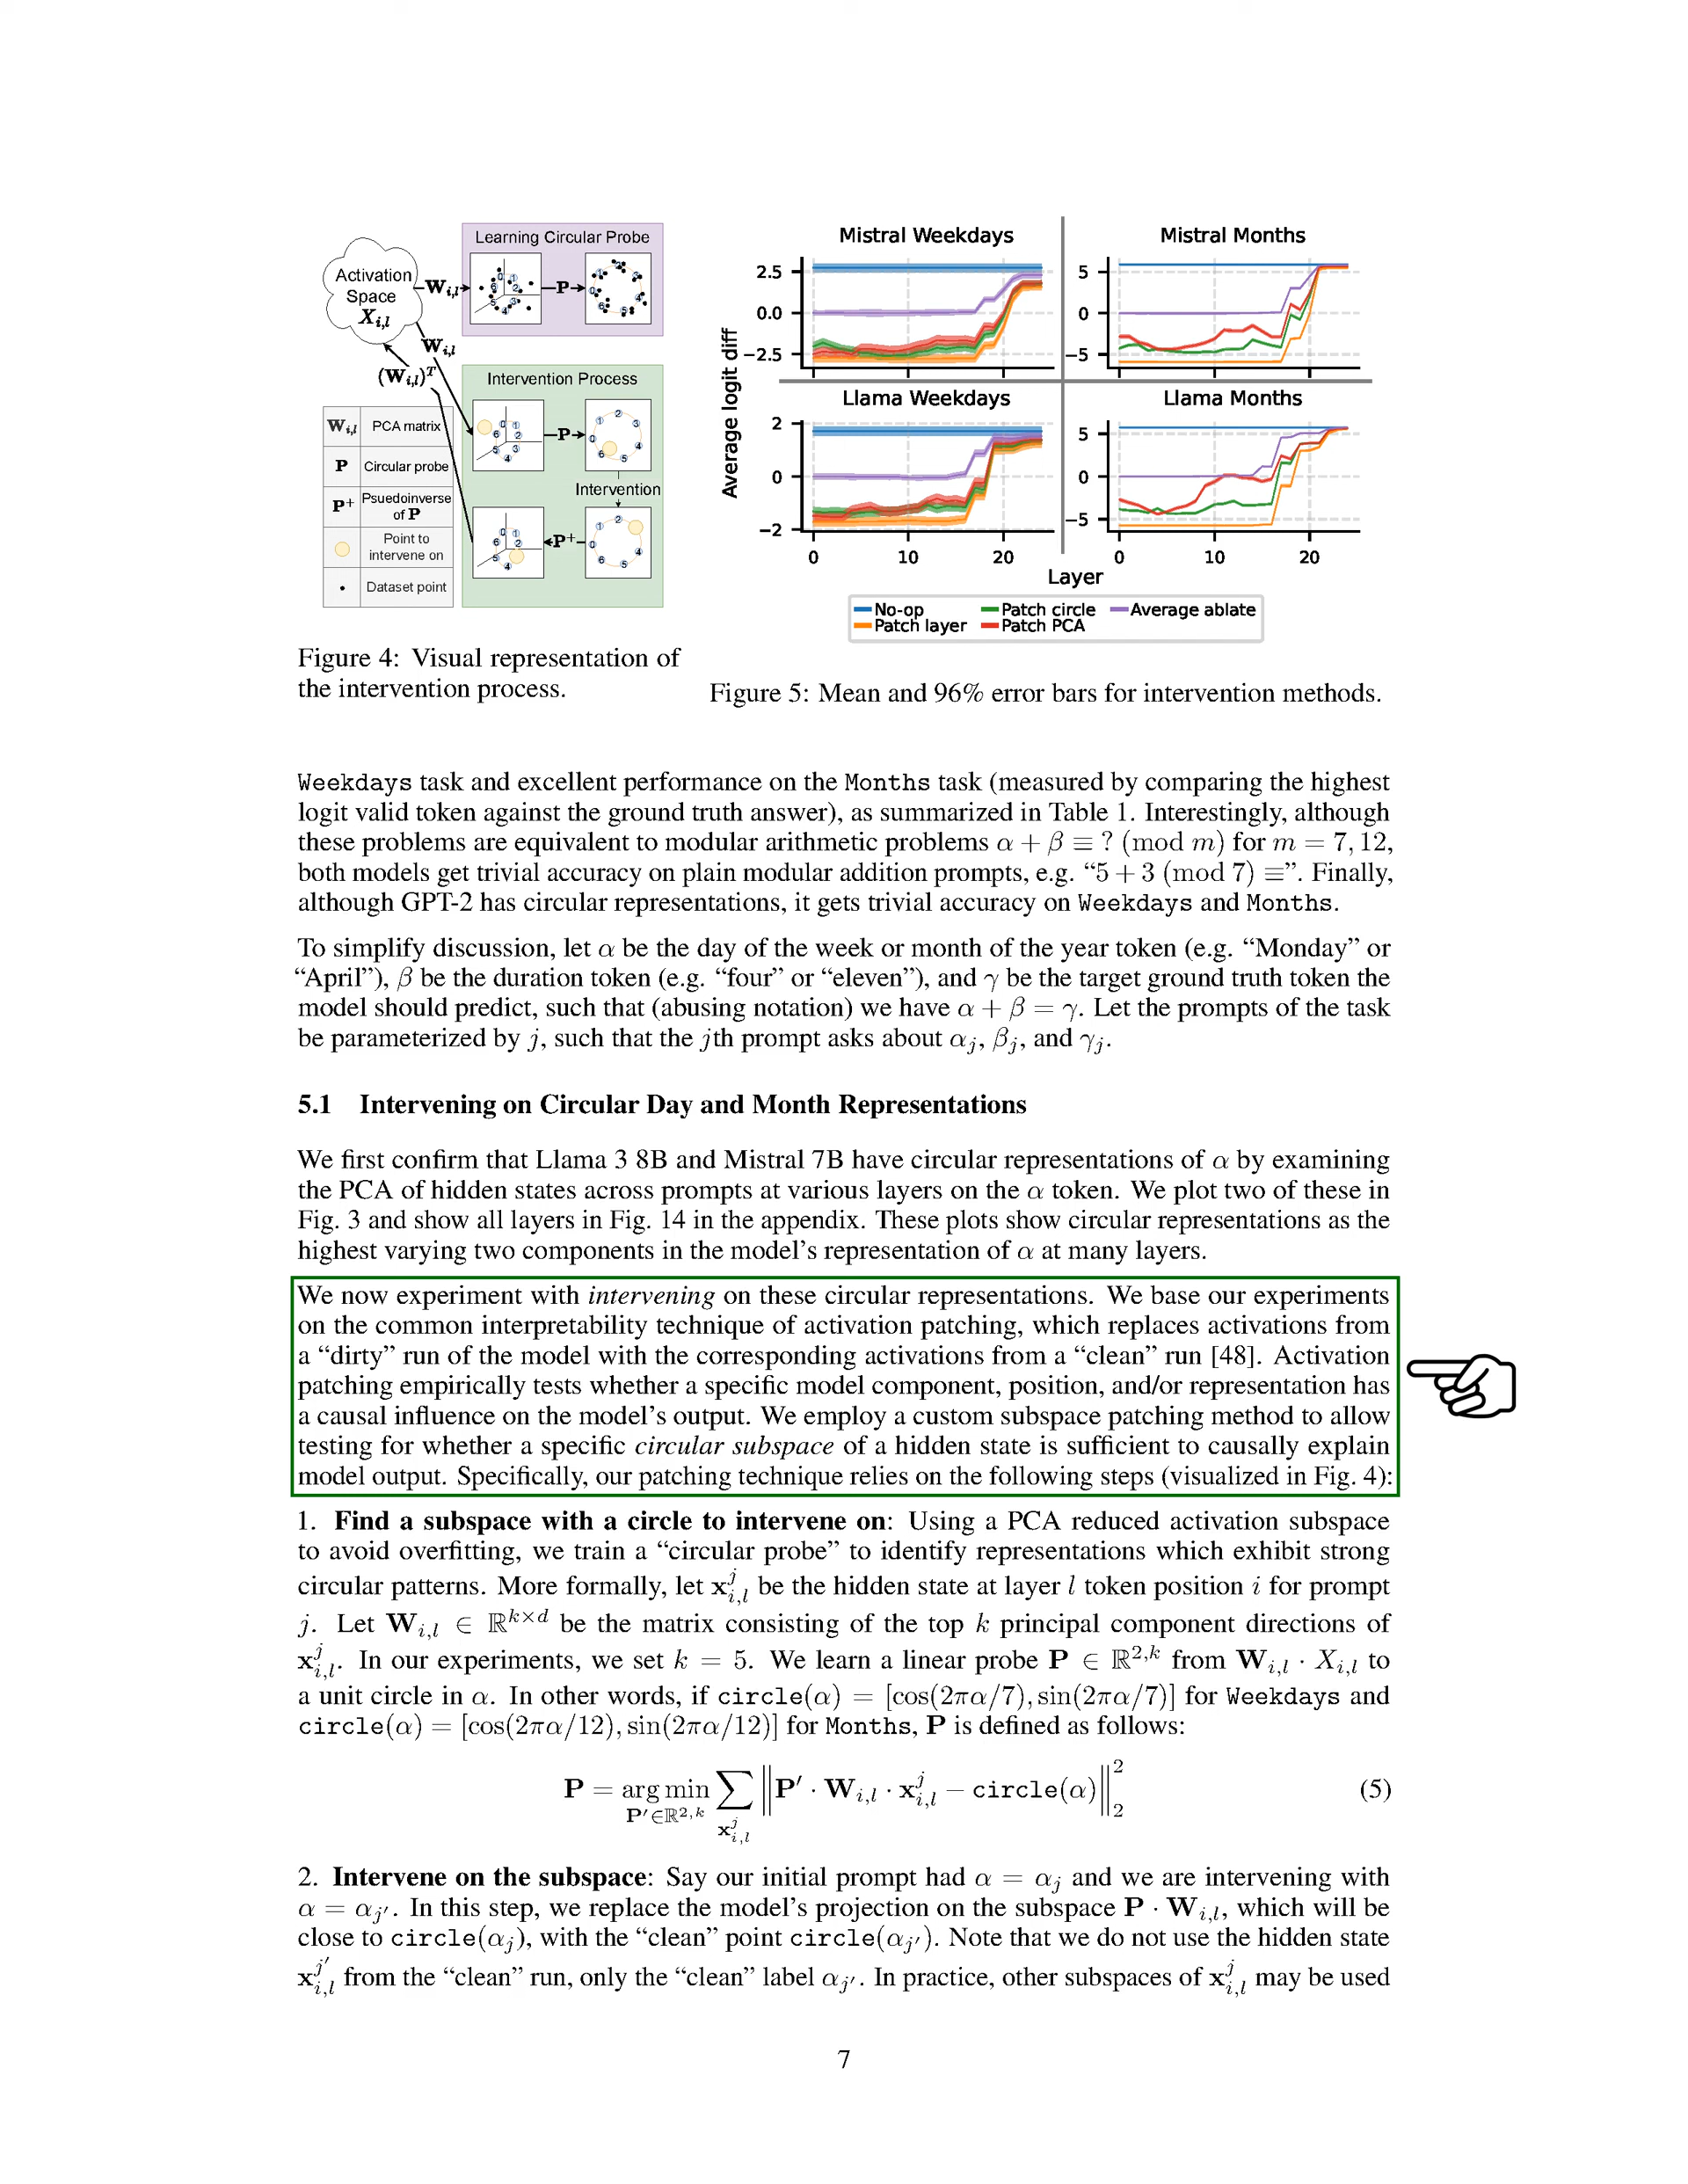 Learning Circular Probe
Activation
Space
X_{i,l}
W_{i,l}
P
W_{i,l}
(W_{i,l})^T
Intervention Process
P
Intervention
P^+
W_{i,l} PCA matrix
P Circular probe
P^+ Psuedoinverse of P
Point to intervene on
Dataset point
Figure 4: Visual representation of
the intervention process.
Mistral Weekdays
Mistral Months
2.5
0.0
−2.5
5
0
−5
Llama Weekdays
Llama Months
2
0
−2
5
0
−5
Average logit diff
0 10 20
0 10 20
Layer
No-op
Patch layer
Patch circle
Patch PCA
Average ablate
Figure 5: Mean and 96% error bars for intervention methods.
Weekdays task and excellent performance on the Months task (measured by comparing the highest
logit valid token against the ground truth answer), as summarized in Table 1. Interestingly, although
these problems are equivalent to modular arithmetic problems α + β ≡ ? (mod m) for m = 7, 12,
both models get trivial accuracy on plain modular addition prompts, e.g. “5 + 3 (mod 7) ≡”. Finally,
although GPT-2 has circular representations, it gets trivial accuracy on Weekdays and Months.
To simplify discussion, let α be the day of the week or month of the year token (e.g. “Monday” or
“April”), β be the duration token (e.g. “four” or “eleven”), and γ be the target ground truth token the
model should predict, such that (abusing notation) we have α + β = γ. Let the prompts of the task
be parameterized by j, such that the jth prompt asks about α_j, β_j, and γ_j.
5.1 Intervening on Circular Day and Month Representations
We first confirm that Llama 3 8B and Mistral 7B have circular representations of α by examining
the PCA of hidden states across prompts at various layers on the α token. We plot two of these in
Fig. 3 and show all layers in Fig. 14 in the appendix. These plots show circular representations as the
highest varying two components in the model’s representation of α at many layers.
We now experiment with intervening on these circular representations. We base our experiments
on the common interpretability technique of activation patching, which replaces activations from
a “dirty” run of the model with the corresponding activations from a “clean” run [48]. Activation
patching empirically tests whether a specific model component, position, and/or representation has
a causal influence on the model’s output. We employ a custom subspace patching method to allow
testing for whether a specific circular subspace of a hidden state is sufficient to causally explain
model output. Specifically, our patching technique relies on the following steps (visualized in Fig. 4):
1. Find a subspace with a circle to intervene on: Using a PCA reduced activation subspace
to avoid overfitting, we train a “circular probe” to identify representations which exhibit strong
circular patterns. More formally, let x^j_{i,l} be the hidden state at layer l token position i for prompt
j. Let W_{i,l} ∈ ℝ^{k×d} be the matrix consisting of the top k principal component directions of
x^j_{i,l}. In our experiments, we set k = 5. We learn a linear probe P ∈ ℝ^{2,k} from W_{i,l} · X_{i,l} to
a unit circle in α. In other words, if circle(α) = [cos(2πα/7), sin(2πα/7)] for Weekdays and
circle(α) = [cos(2πα/12), sin(2πα/12)] for Months, P is defined as follows:
P = arg min_{P′∈ℝ^{2,k}} ∑_{x^j_{i,l}} ‖P′ · W_{i,l} · x^j_{i,l} − circle(α)‖^2_2 (5)
2. Intervene on the subspace: Say our initial prompt had α = α_j and we are intervening with
α = α_{j′}. In this step, we replace the model’s projection on the subspace P · W_{i,l}, which will be
close to circle(α_j), with the “clean” point circle(α_{j′}). Note that we do not use the hidden state
x^{j′}_{i,l} from the “clean” run, only the “clean” label α_{j′}. In practice, other subspaces of x^j_{i,l} may be used
7